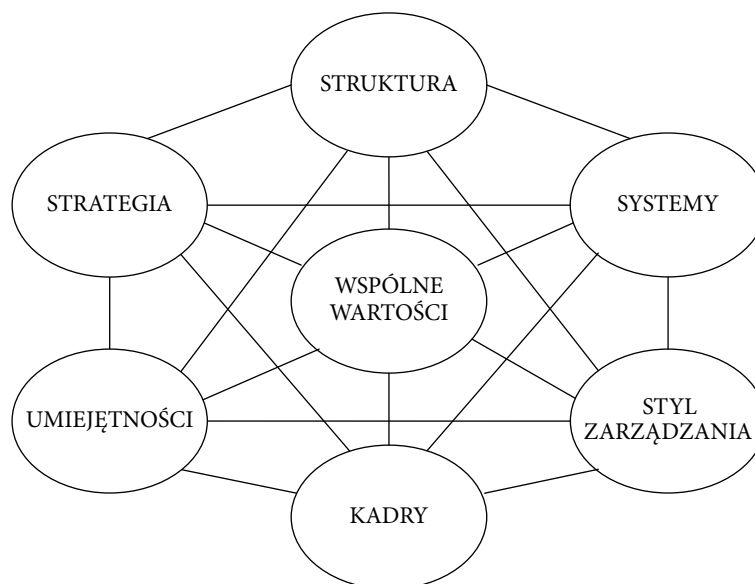 STRUKTURA
STRATEGIA
SYSTEMY
WSPÓLNE
WARTOŚCI
UMIEJĘTNOŚCI
STYL
ZARZĄDZANIA
KADRY